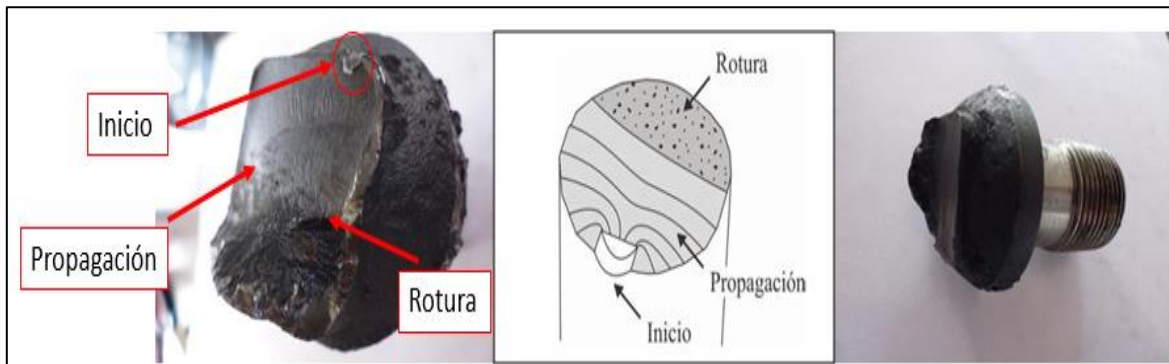 Inicio
Propagación
Rotura
Rotura
Propagación
Inicio